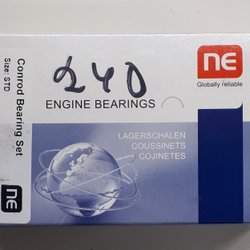 240
ENGINE BEARINGS
NE
Globally reliable
LAGERSCHALEN
COUSSINETS
COJINETES
Conrod Bearing Set
Size: STD
NE